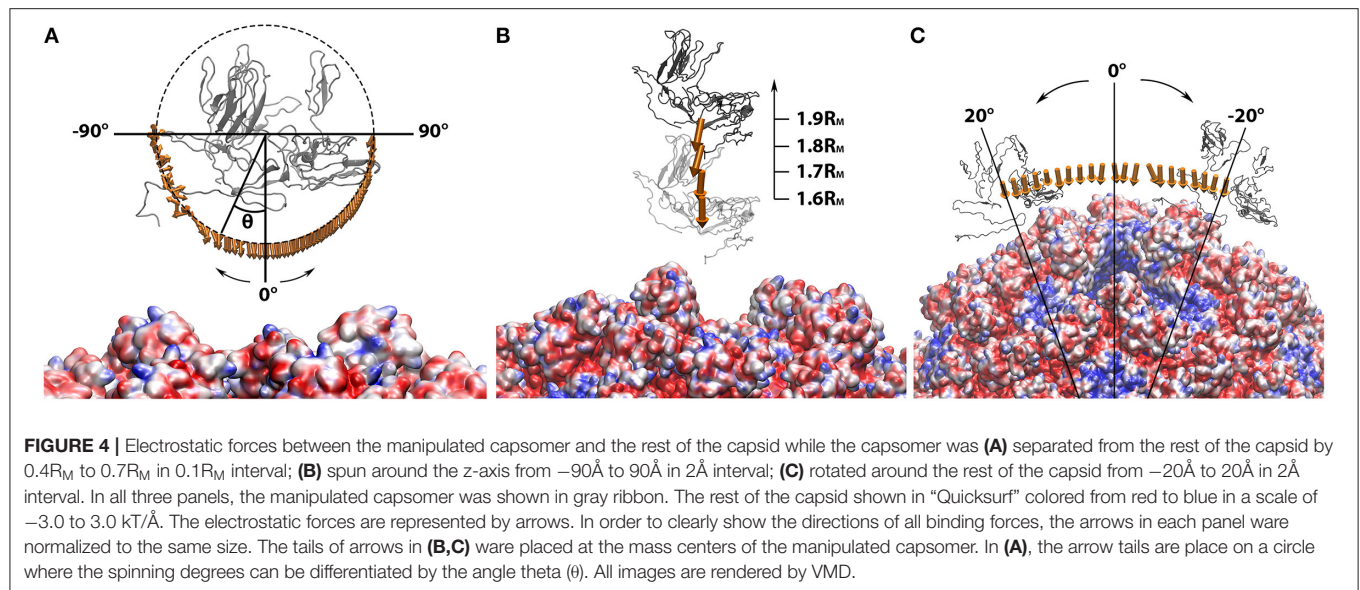 A
B
C
-90º
90º
θ
0º
1.9RM
1.8RM
1.7RM
1.6RM
0º
20º
-20º
FIGURE 4 | Electrostatic forces between the manipulated capsomer and the rest of the capsid while the capsomer was (A) separated from the rest of the capsid by
0.4RM to 0.7RM in 0.1RM interval; (B) spun around the z-axis from −90Å to 90Å in 2Å interval; (C) rotated around the rest of the capsid from −20Å to 20Å in 2Å
interval. In all three panels, the manipulated capsomer was shown in gray ribbon. The rest of the capsid shown in “Quicksurf” colored from red to blue in a scale of
−3.0 to 3.0 kT/Å. The electrostatic forces are represented by arrows. In order to clearly show the directions of all binding forces, the arrows in each panel ware
normalized to the same size. The tails of arrows in (B,C) ware placed at the mass centers of the manipulated capsomer. In (A), the arrow tails are place on a circle
where the spinning degrees can be differentiated by the angle theta (θ). All images are rendered by VMD.